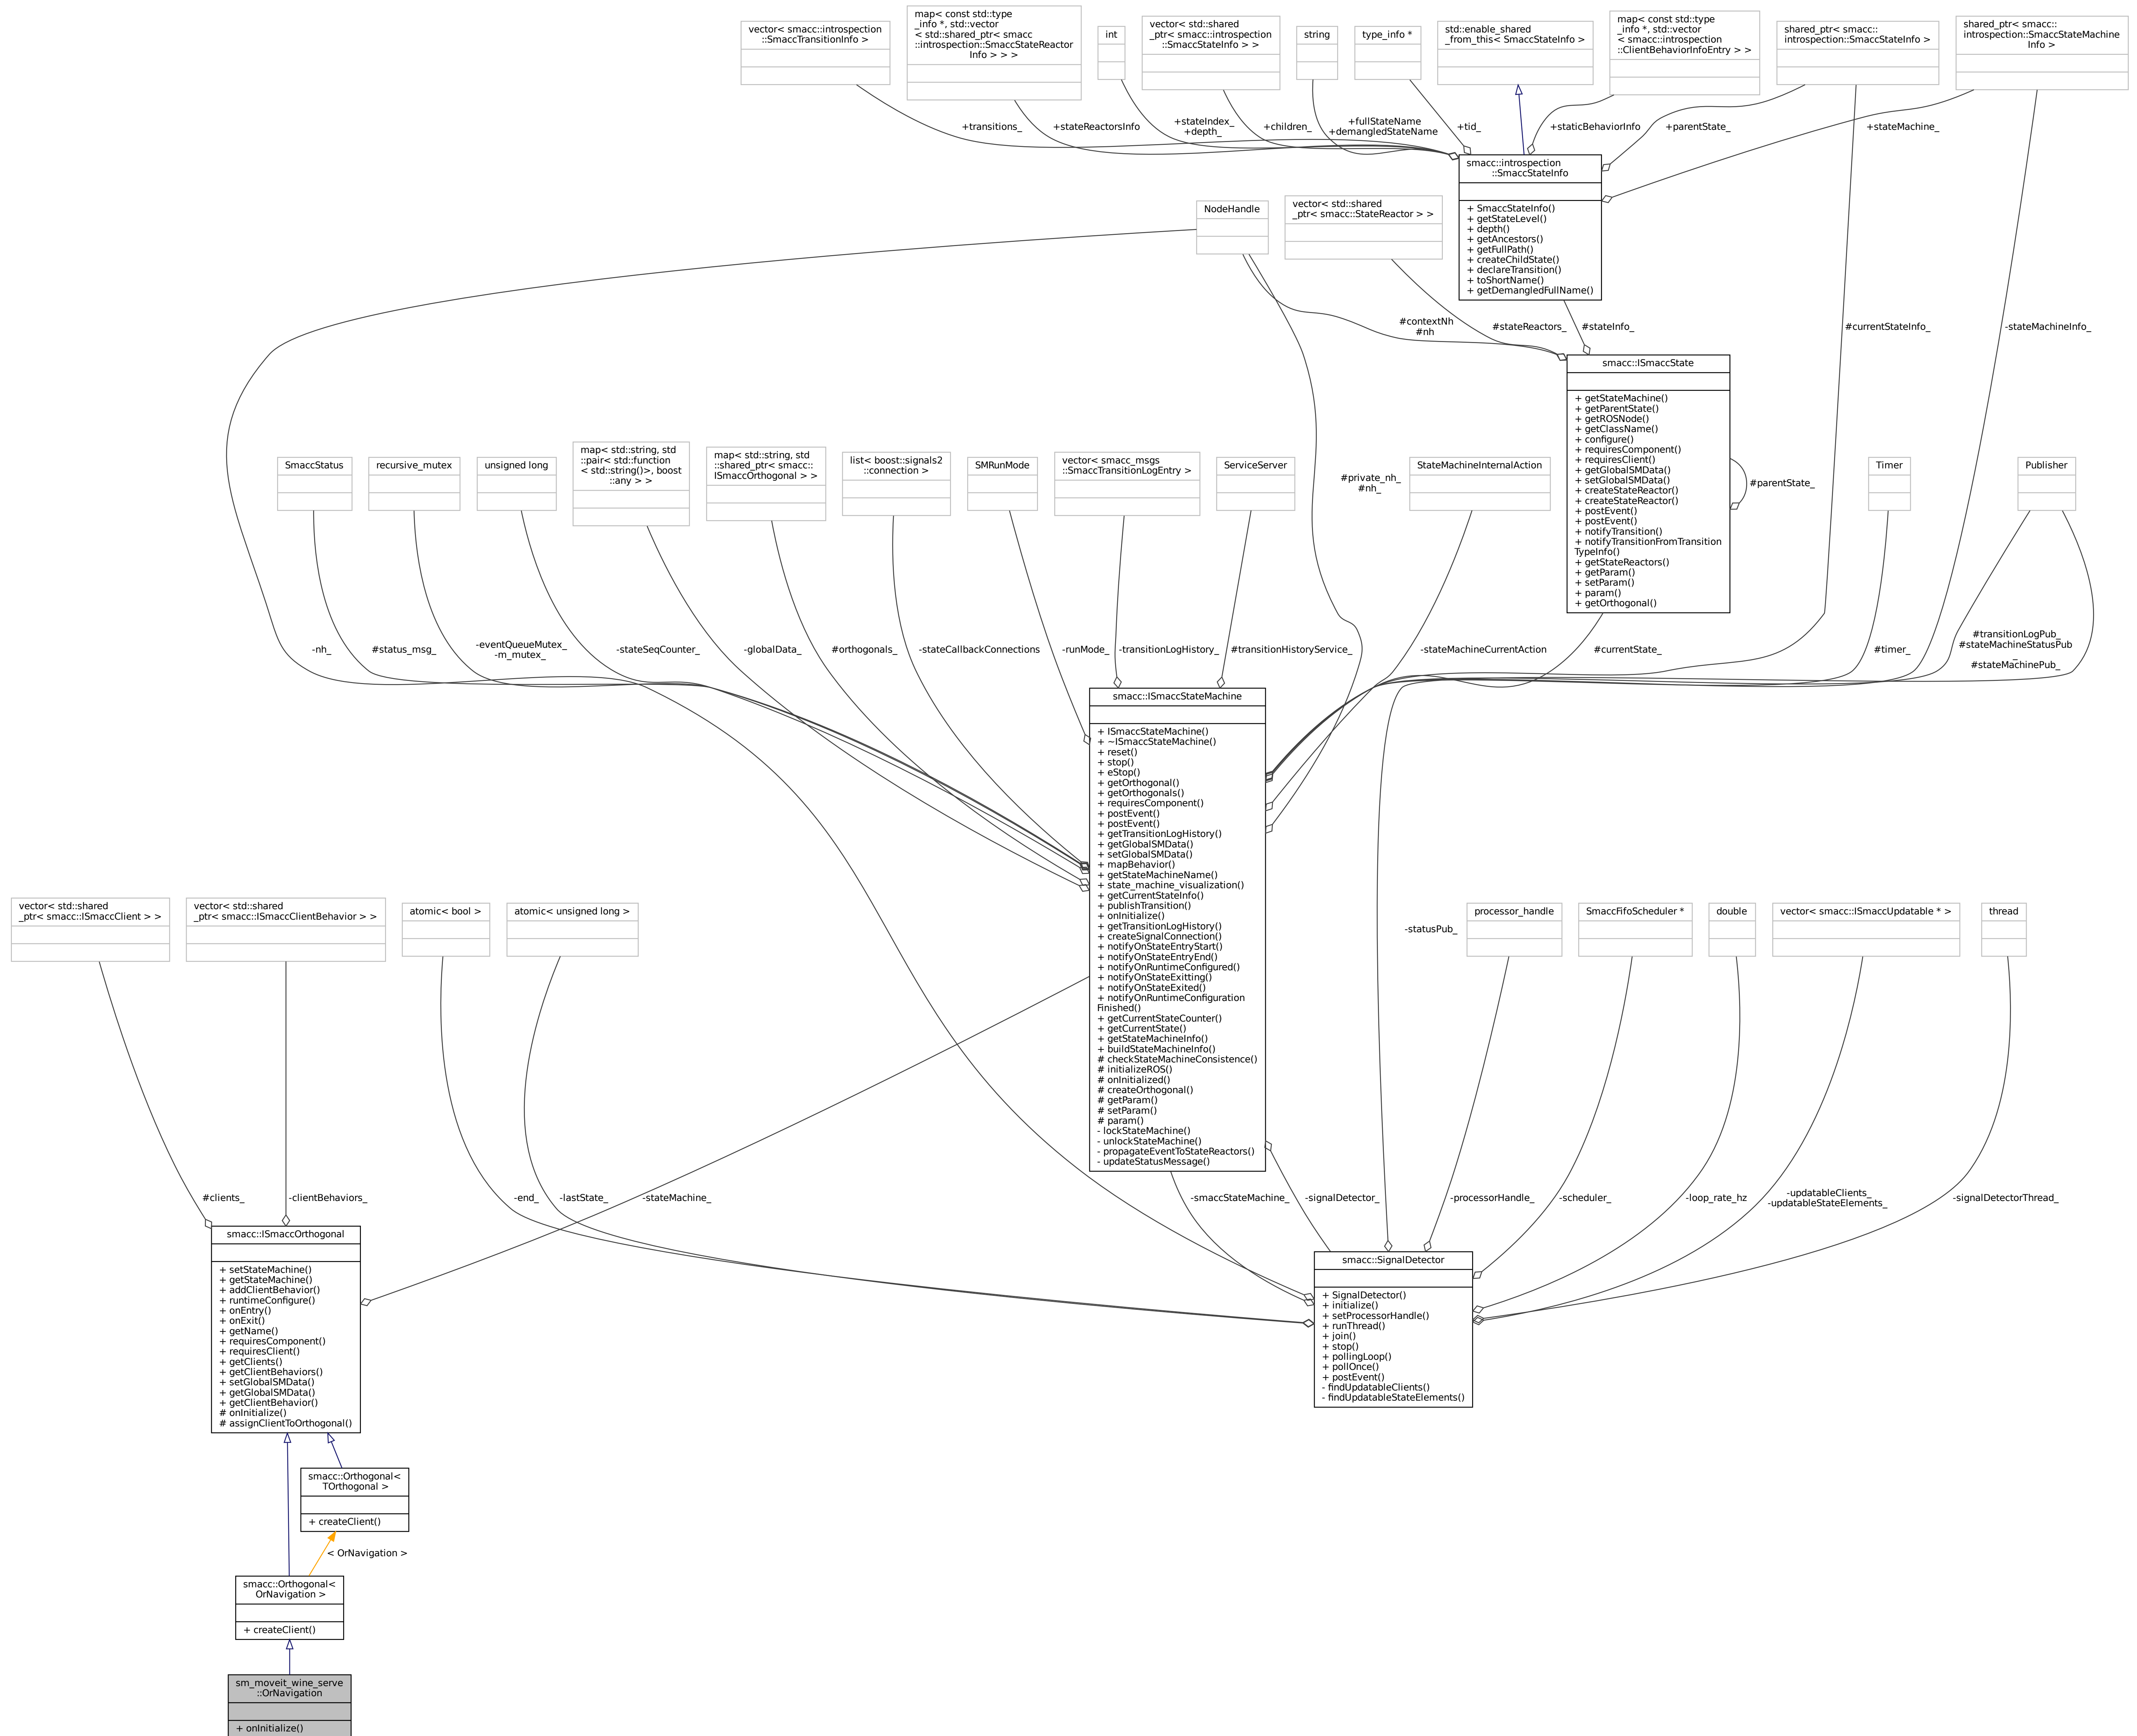 vector< smacc::introspection
::SmaccTransitionInfo >
map< const std::type
_info *, std::vector
< std::shared_ptr< smacc
::introspection::SmaccStateReactor
Info > > >
int
vector< std::shared
_ptr< smacc::introspection
::SmaccStateInfo > >
string
type_info *
std::enable_shared
_from_this< SmaccStateInfo >
map< const std::type
_info *, std::vector
< smacc::introspection
::ClientBehaviorInfoEntry > >
shared_ptr< smacc::
introspection::SmaccStateInfo >
shared_ptr< smacc::
introspection::SmaccStateMachine
Info >
+transitions_
+stateReactorsInfo
+stateIndex_
+depth_
+children_
+fullStateName
+demangledStateName
+tid_
+staticBehaviorInfo
+parentState_
+stateMachine_
smacc::introspection
::SmaccStateInfo
+ SmaccStateInfo()
+ getStateLevel()
+ depth()
+ getAncestors()
+ getFullPath()
+ createChildState()
+ declareTransition()
+ toShortName()
+ getDemangledFullName()
NodeHandle
vector< std::shared
_ptr< smacc::StateReactor > >
#contextNh
#nh
#stateReactors_
#stateInfo_
#currentStateInfo_
-stateMachineInfo_
smacc::ISmaccState
+ getStateMachine()
+ getParentState()
+ getROSNode()
+ getClassName()
+ configure()
+ requiresComponent()
+ requiresClient()
+ getGlobalSMData()
+ setGlobalSMData()
+ createStateReactor()
+ createStateReactor()
+ postEvent()
+ postEvent()
+ notifyTransition()
+ notifyTransitionFromTransition
TypeInfo()
+ getStateReactors()
+ getParam()
+ setParam()
+ param()
+ getOrthogonal()
#parentState_
SmaccStatus
recursive_mutex
unsigned long
map< std::string, std
::pair< std::function
< std::string()>, boost
::any > >
map< std::string, std
::shared_ptr< smacc::
ISmaccOrthogonal > >
list< boost::signals2
::connection >
SMRunMode
vector< smacc_msgs
::SmaccTransitionLogEntry >
ServiceServer
#private_nh_
#nh_
StateMachineInternalAction
Timer
Publisher
-nh_
#status_msg_
-eventQueueMutex_
-m_mutex_
-stateSeqCounter_
-globalData_
#orthogonals_
-stateCallbackConnections
-runMode_
-transitionLogHistory_
#transitionHistoryService_
-stateMachineCurrentAction
#currentState_
#timer_
#transitionLogPub_
#stateMachineStatusPub
_
#stateMachinePub_
smacc::ISmaccStateMachine
+ ISmaccStateMachine()
+ ~ISmaccStateMachine()
+ reset()
+ stop()
+ eStop()
+ getOrthogonal()
+ getOrthogonals()
+ requiresComponent()
+ postEvent()
+ postEvent()
+ getTransitionLogHistory()
+ getGlobalSMData()
+ setGlobalSMData()
+ mapBehavior()
+ getStateMachineName()
+ state_machine_visualization()
+ getCurrentStateInfo()
+ publishTransition()
+ onInitialize()
+ getTransitionLogHistory()
+ createSignalConnection()
+ notifyOnStateEntryStart()
+ notifyOnStateEntryEnd()
+ notifyOnRuntimeConfigured()
+ notifyOnStateExitting()
+ notifyOnStateExited()
+ notifyOnRuntimeConfiguration
Finished()
+ getCurrentStateCounter()
+ getCurrentState()
+ getStateMachineInfo()
+ buildStateMachineInfo()
# checkStateMachineConsistence()
# initializeROS()
# onInitialized()
# createOrthogonal()
# getParam()
# setParam()
# param()
- lockStateMachine()
- unlockStateMachine()
- propagateEventToStateReactors()
- updateStatusMessage()
vector< std::shared
_ptr< smacc::ISmaccClient > >
vector< std::shared
_ptr< smacc::ISmaccClientBehavior > >
atomic< bool >
atomic< unsigned long >
-statusPub_
processor_handle
SmaccFifoScheduler *
double
vector< smacc::ISmaccUpdatable * >
thread
#clients_
-clientBehaviors_
-end_
-lastState_
-stateMachine_
-smaccStateMachine_
-signalDetector_
-processorHandle_
-scheduler_
-loop_rate_hz
-updatableClients_
-updatableStateElements_
-signalDetectorThread_
smacc::ISmaccOrthogonal
+ setStateMachine()
+ getStateMachine()
+ addClientBehavior()
+ runtimeConfigure()
+ onEntry()
+ onExit()
+ getName()
+ requiresComponent()
+ requiresClient()
+ getClients()
+ getClientBehaviors()
+ setGlobalSMData()
+ getGlobalSMData()
+ getClientBehavior()
# onInitialize()
# assignClientToOrthogonal()
smacc::SignalDetector
+ SignalDetector()
+ initialize()
+ setProcessorHandle()
+ runThread()
+ join()
+ stop()
+ pollingLoop()
+ pollOnce()
+ postEvent()
- findUpdatableClients()
- findUpdatableStateElements()
smacc::Orthogonal<
TOrthogonal >
+ createClient()
< OrNavigation >
smacc::Orthogonal<
OrNavigation >
+ createClient()
sm_moveit_wine_serve
::OrNavigation
+ onInitialize()